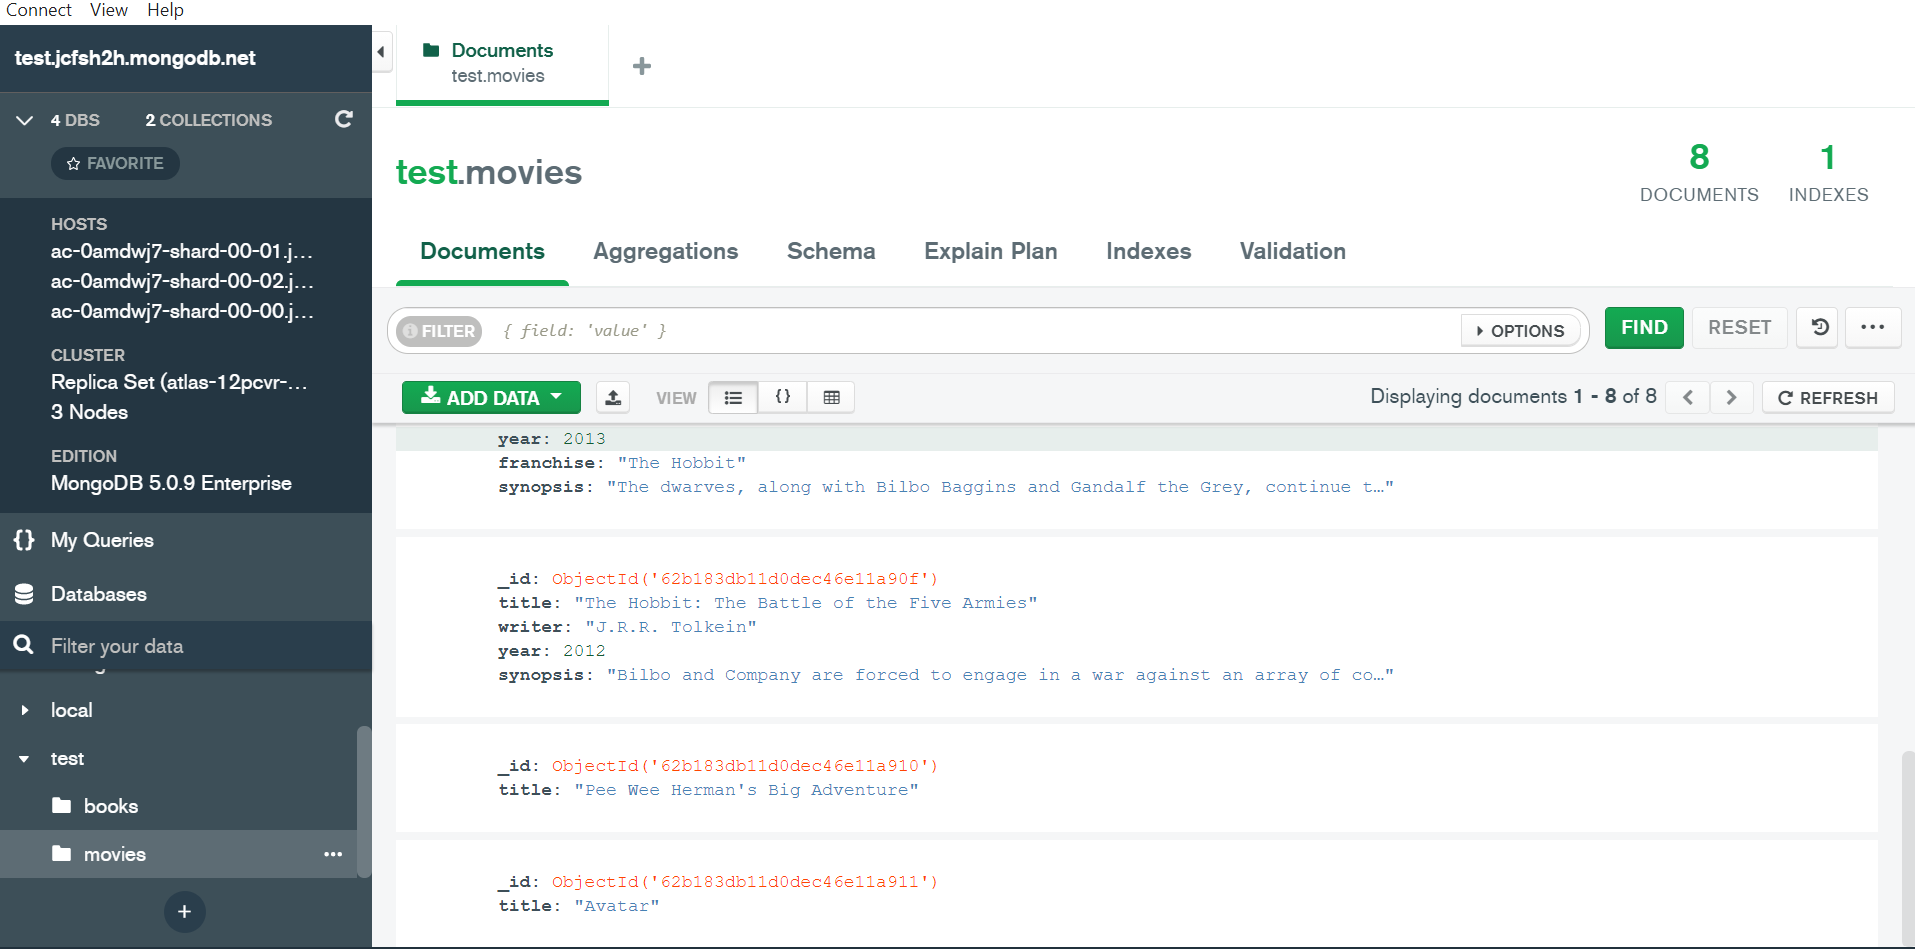 Connect View Help
test.jcfsh2h.mongodb.net
4 DBS 2 COLLECTIONS
FAVORITE
HOSTS
ac-0amdwj7-shard-00-01.j...
ac-0amdwj7-shard-00-02.j...
ac-0amdwj7-shard-00-00.j...
CLUSTER
Replica Set (atlas-12pcvr-...
3 Nodes
EDITION
MongoDB 5.0.9 Enterprise
{} My Queries
Databases
Filter your data
local
test
books
movies
Documents
test.movies
test.movies
8
DOCUMENTS
1
INDEXES
Documents Aggregations Schema Explain Plan Indexes Validation
FILTER { field: 'value' } OPTIONS FIND RESET
ADD DATA VIEW {} Displaying documents 1 - 8 of 8 REFRESH
year: 2013
franchise: "The Hobbit"
synopsis: "The dwarves, along with Bilbo Baggins and Gandalf the Grey, continue t…"
_id: ObjectId('62b183db11d0dec46e11a90f')
title: "The Hobbit: The Battle of the Five Armies"
writer: "J.R.R. Tolkein"
year: 2012
synopsis: "Bilbo and Company are forced to engage in a war against an array of co…"
_id: ObjectId('62b183db11d0dec46e11a910')
title: "Pee Wee Herman's Big Adventure"
_id: ObjectId('62b183db11d0dec46e11a911')
title: "Avatar"